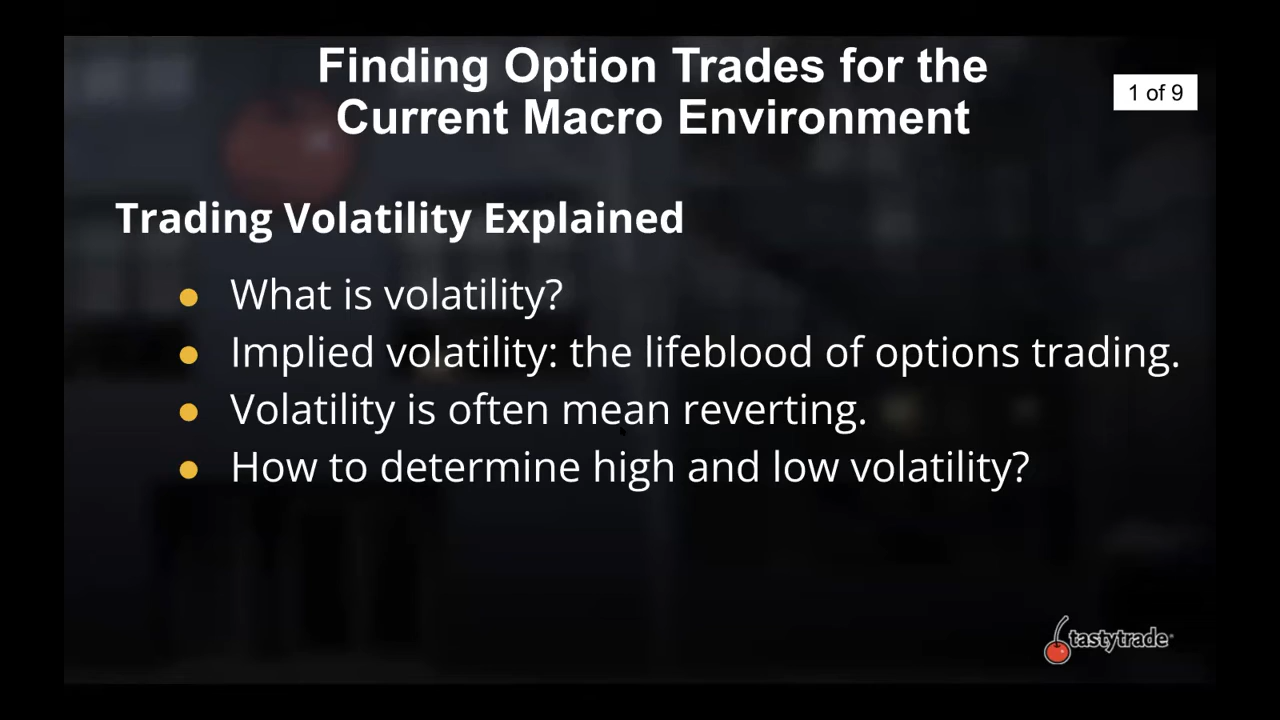 Finding Option Trades for the
Current Macro Environment
1 of 9
Trading Volatility Explained
● What is volatility?
● Implied volatility: the lifeblood of options trading.
● Volatility is often mean reverting.
● How to determine high and low volatility?
tastytrade